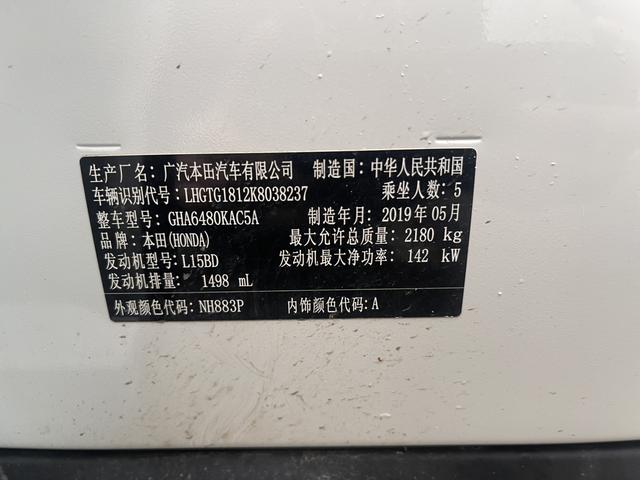 生产厂名：广汽本田汽车有限公司 制造国：中华人民共和国
车辆识别代号：LHGTG1812K8038237 乘坐人数：5
整车型号：GHA6480KAC5A 制造年月：2019年05月
品牌：本田(HONDA) 最大允许总质量：2180 kg
发动机型号：L15BD 发动机最大净功率：142 kW
发动机排量：1498 mL
外观颜色代码：NH883P 内饰颜色代码：A